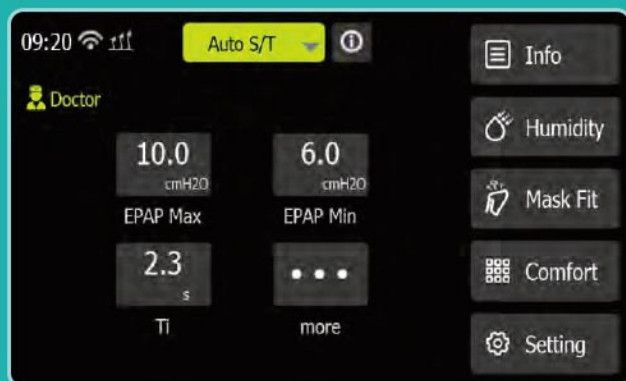 09:20
Auto S/T
Doctor
10.0
cmH2O
EPAP Max
6.0
cmH2O
EPAP Min
2.3
s
Ti
more
Info
Humidity
Mask Fit
Comfort
Setting